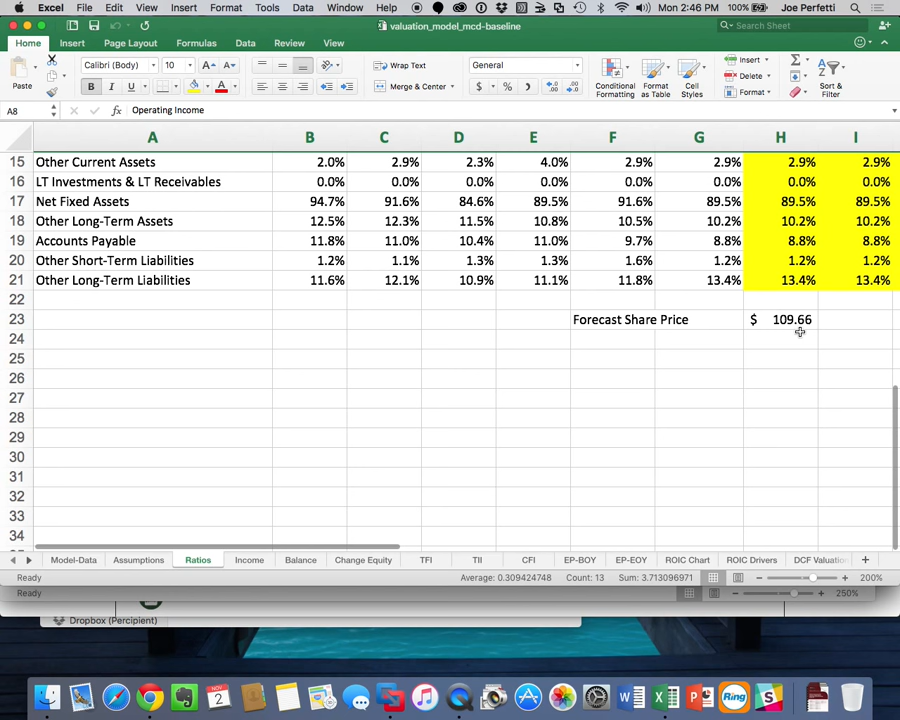 Excel File Edit View Insert Format Tools Data Window Help 100% Mon 2:46 PM Joe Perfetti
valuation_model_mcd-baseline
Search Sheet
Home Insert Page Layout Formulas Data Review View
Paste
Calibri (Body) 10 A A
B I U A
Wrap Text
Merge & Center
General
$ %
Conditional Formatting
Format as Table
Cell Styles
Insert
Delete
Format
Sort & Filter
A8 fx Operating Income
A B C D E F G H I
15 Other Current Assets 2.0% 2.9% 2.3% 4.0% 2.9% 2.9% 2.9% 2.9%
16 LT Investments & LT Receivables 0.0% 0.0% 0.0% 0.0% 0.0% 0.0% 0.0% 0.0%
17 Net Fixed Assets 94.7% 91.6% 84.6% 89.5% 91.6% 89.5% 89.5% 89.5%
18 Other Long-Term Assets 12.5% 12.3% 11.5% 10.8% 10.5% 10.2% 10.2% 10.2%
19 Accounts Payable 11.8% 11.0% 10.4% 11.0% 9.7% 8.8% 8.8% 8.8%
20 Other Short-Term Liabilities 1.2% 1.1% 1.3% 1.3% 1.6% 1.2% 1.2% 1.2%
21 Other Long-Term Liabilities 11.6% 12.1% 10.9% 11.1% 11.8% 13.4% 13.4% 13.4%
22
23 Forecast Share Price $ 109.66
24
25
26
27
28
29
30
31
32
33
34
Model-Data Assumptions Ratios Income Balance Change Equity TFI TII CFI EP-BOY EP-EOY ROIC Chart ROIC Drivers DCF Valuation +
Ready Average: 0.309424748 Count: 13 Sum: 3.713096971 200%
Ready 250%
Dropbox (Percipient)
NOV
2
Ring